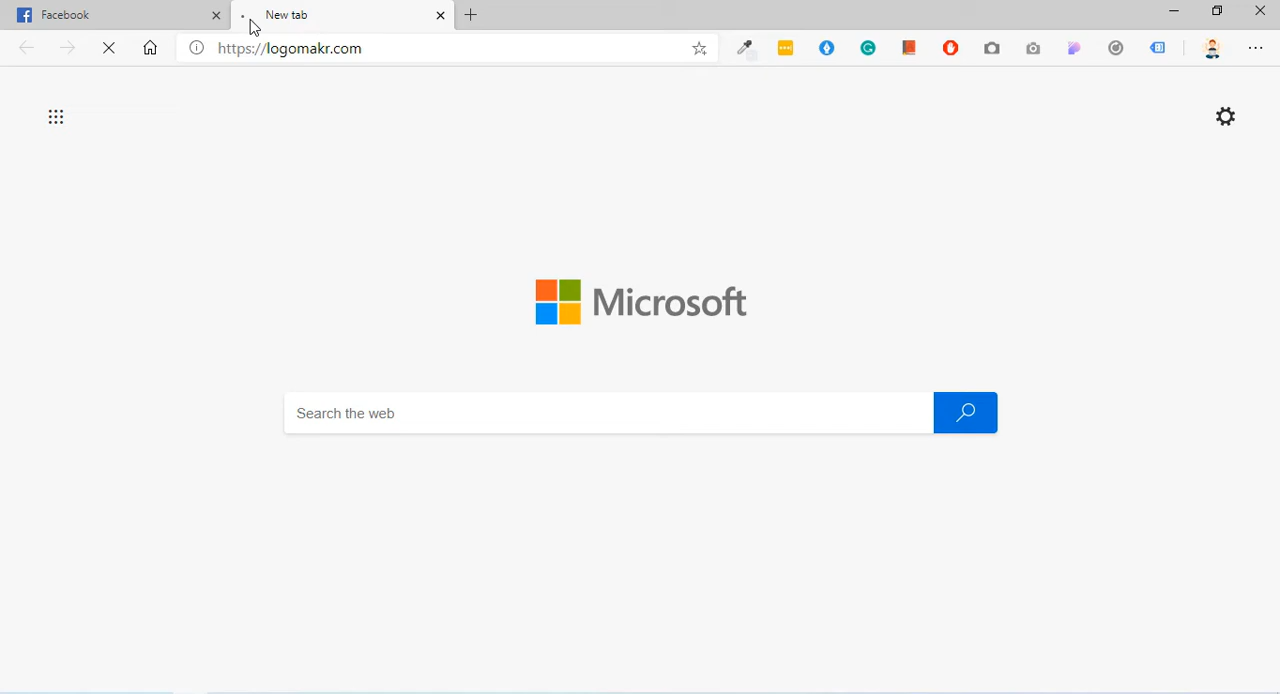 Facebook
New tab
https://logomakr.com
Microsoft
Search the web